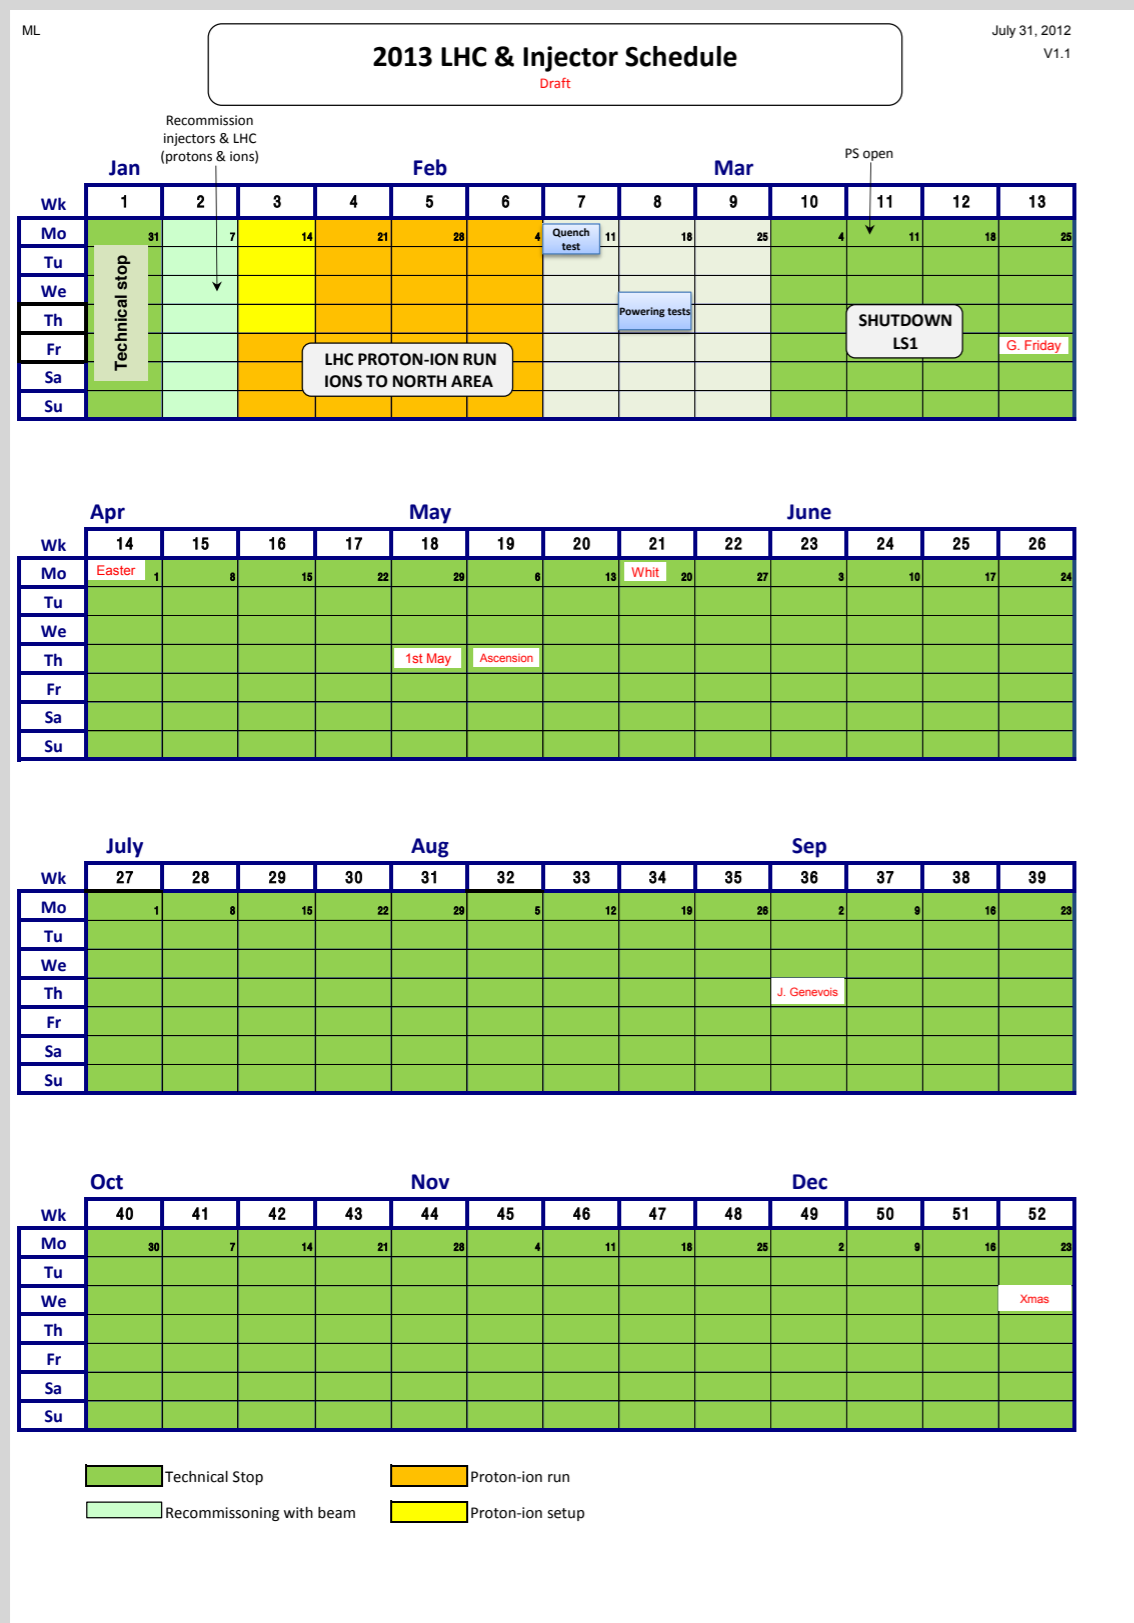 ML
July 31, 2012
2013 LHC & Injector Schedule
V1.1
Draft
Recommission
injectors & LHC
(protons & ions)
PS open
Jan Feb Mar
Wk 1 2 3 4 5 6 7 8 9 10 11 12 13
Mo 31 7 14 21 28 4 11 18 25 4 11 18 25
Quench
test
Tu
We
Th
Fr
Sa
Su
Technical stop
Powering tests
SHUTDOWN
LS1
G. Friday
LHC PROTON-ION RUN
IONS TO NORTH AREA
Apr May June
Wk 14 15 16 17 18 19 20 21 22 23 24 25 26
Mo Easter 1 8 15 22 29 6 13 Whit 20 27 3 10 17 24
Tu
We
Th 1st May Ascension
Fr
Sa
Su
July Aug Sep
Wk 27 28 29 30 31 32 33 34 35 36 37 38 39
Mo 1 8 15 22 29 5 12 19 26 2 9 16 23
Tu
We
Th J. Genevois
Fr
Sa
Su
Oct Nov Dec
Wk 40 41 42 43 44 45 46 47 48 49 50 51 52
Mo 30 7 14 21 28 4 11 18 25 2 9 16 23
Tu
We Xmas
Th
Fr
Sa
Su
Technical Stop Proton-ion run
Recommissoning with beam Proton-ion setup